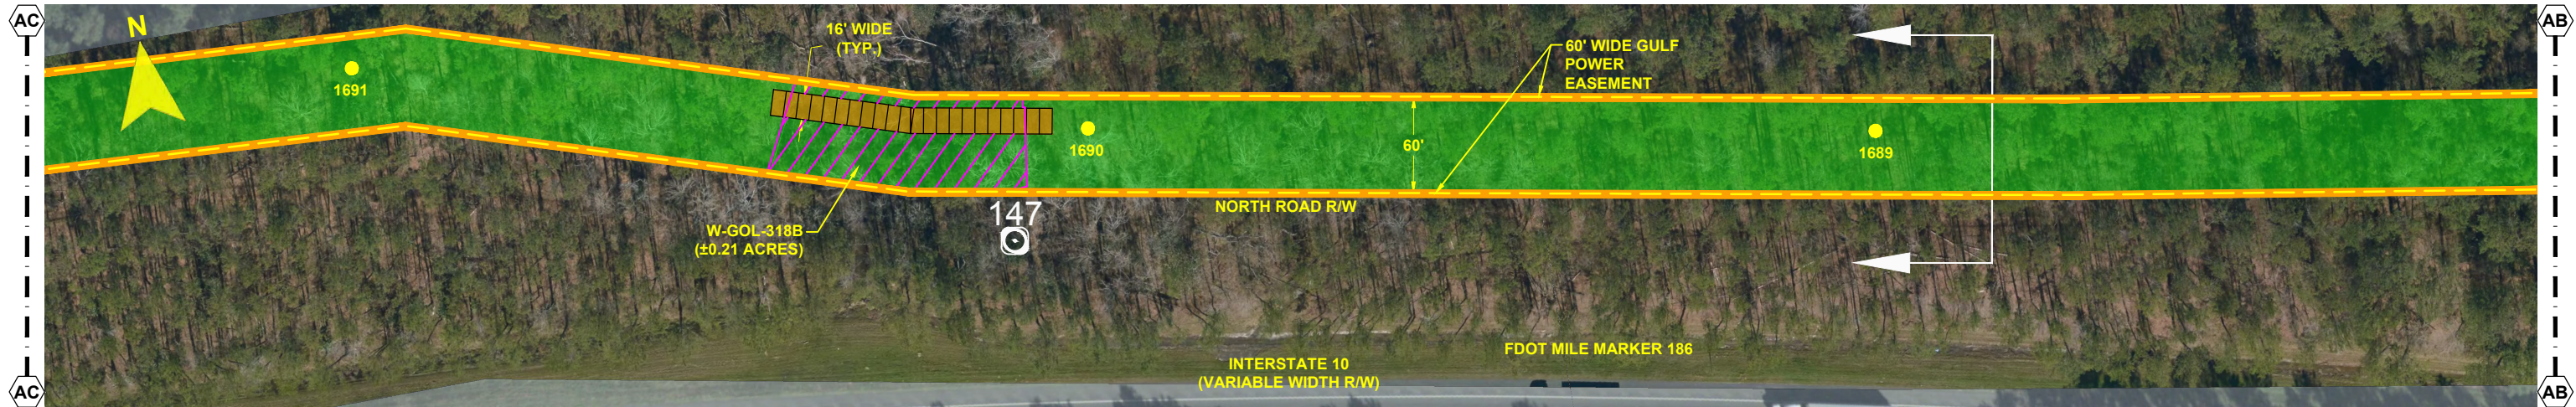 AC
AB
N
16' WIDE
(TYP.)
60' WIDE GULF
POWER
EASEMENT
1691
1690
60'
1689
W-GOL-318B
(±0.21 ACRES)
147
NORTH ROAD R/W
FDOT MILE MARKER 186
INTERSTATE 10
(VARIABLE WIDTH R/W)
AC
AB